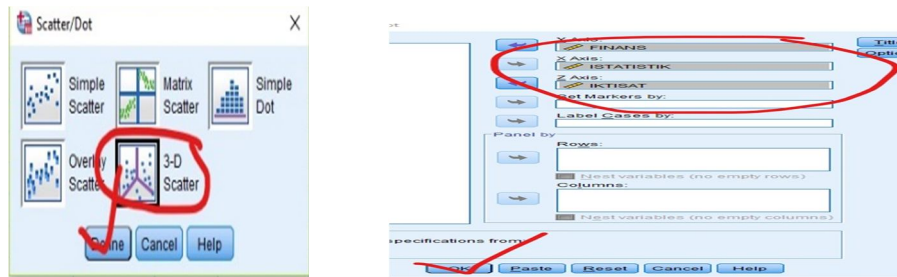 Scatter/Dot
Simple Scatter
Matrix Scatter
Simple Dot
Overlay Scatter
3-D Scatter
Define Cancel Help
Y Axis:
FINANS
X Axis:
ISTATISTIK
Z Axis:
IKTISAT
Set Markers by:
Label Cases by:
Panel by
Rows:
Nest variables (no empty rows)
Columns:
Nest variables (no empty columns)
specifications from:
OK Paste Reset Cancel Help